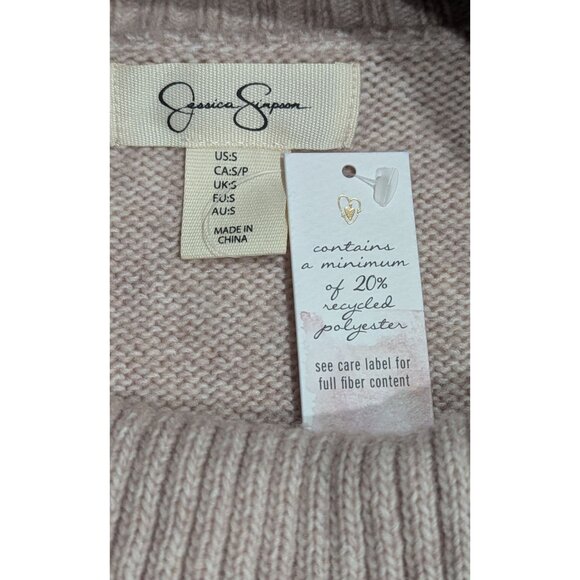 Jessica Simpson
US:S
CA:S/P
UK:S
EU:S
AU:S
MADE IN
CHINA
contains
a minimum
of 20%
recycled
polyester
see care label for
full fiber content